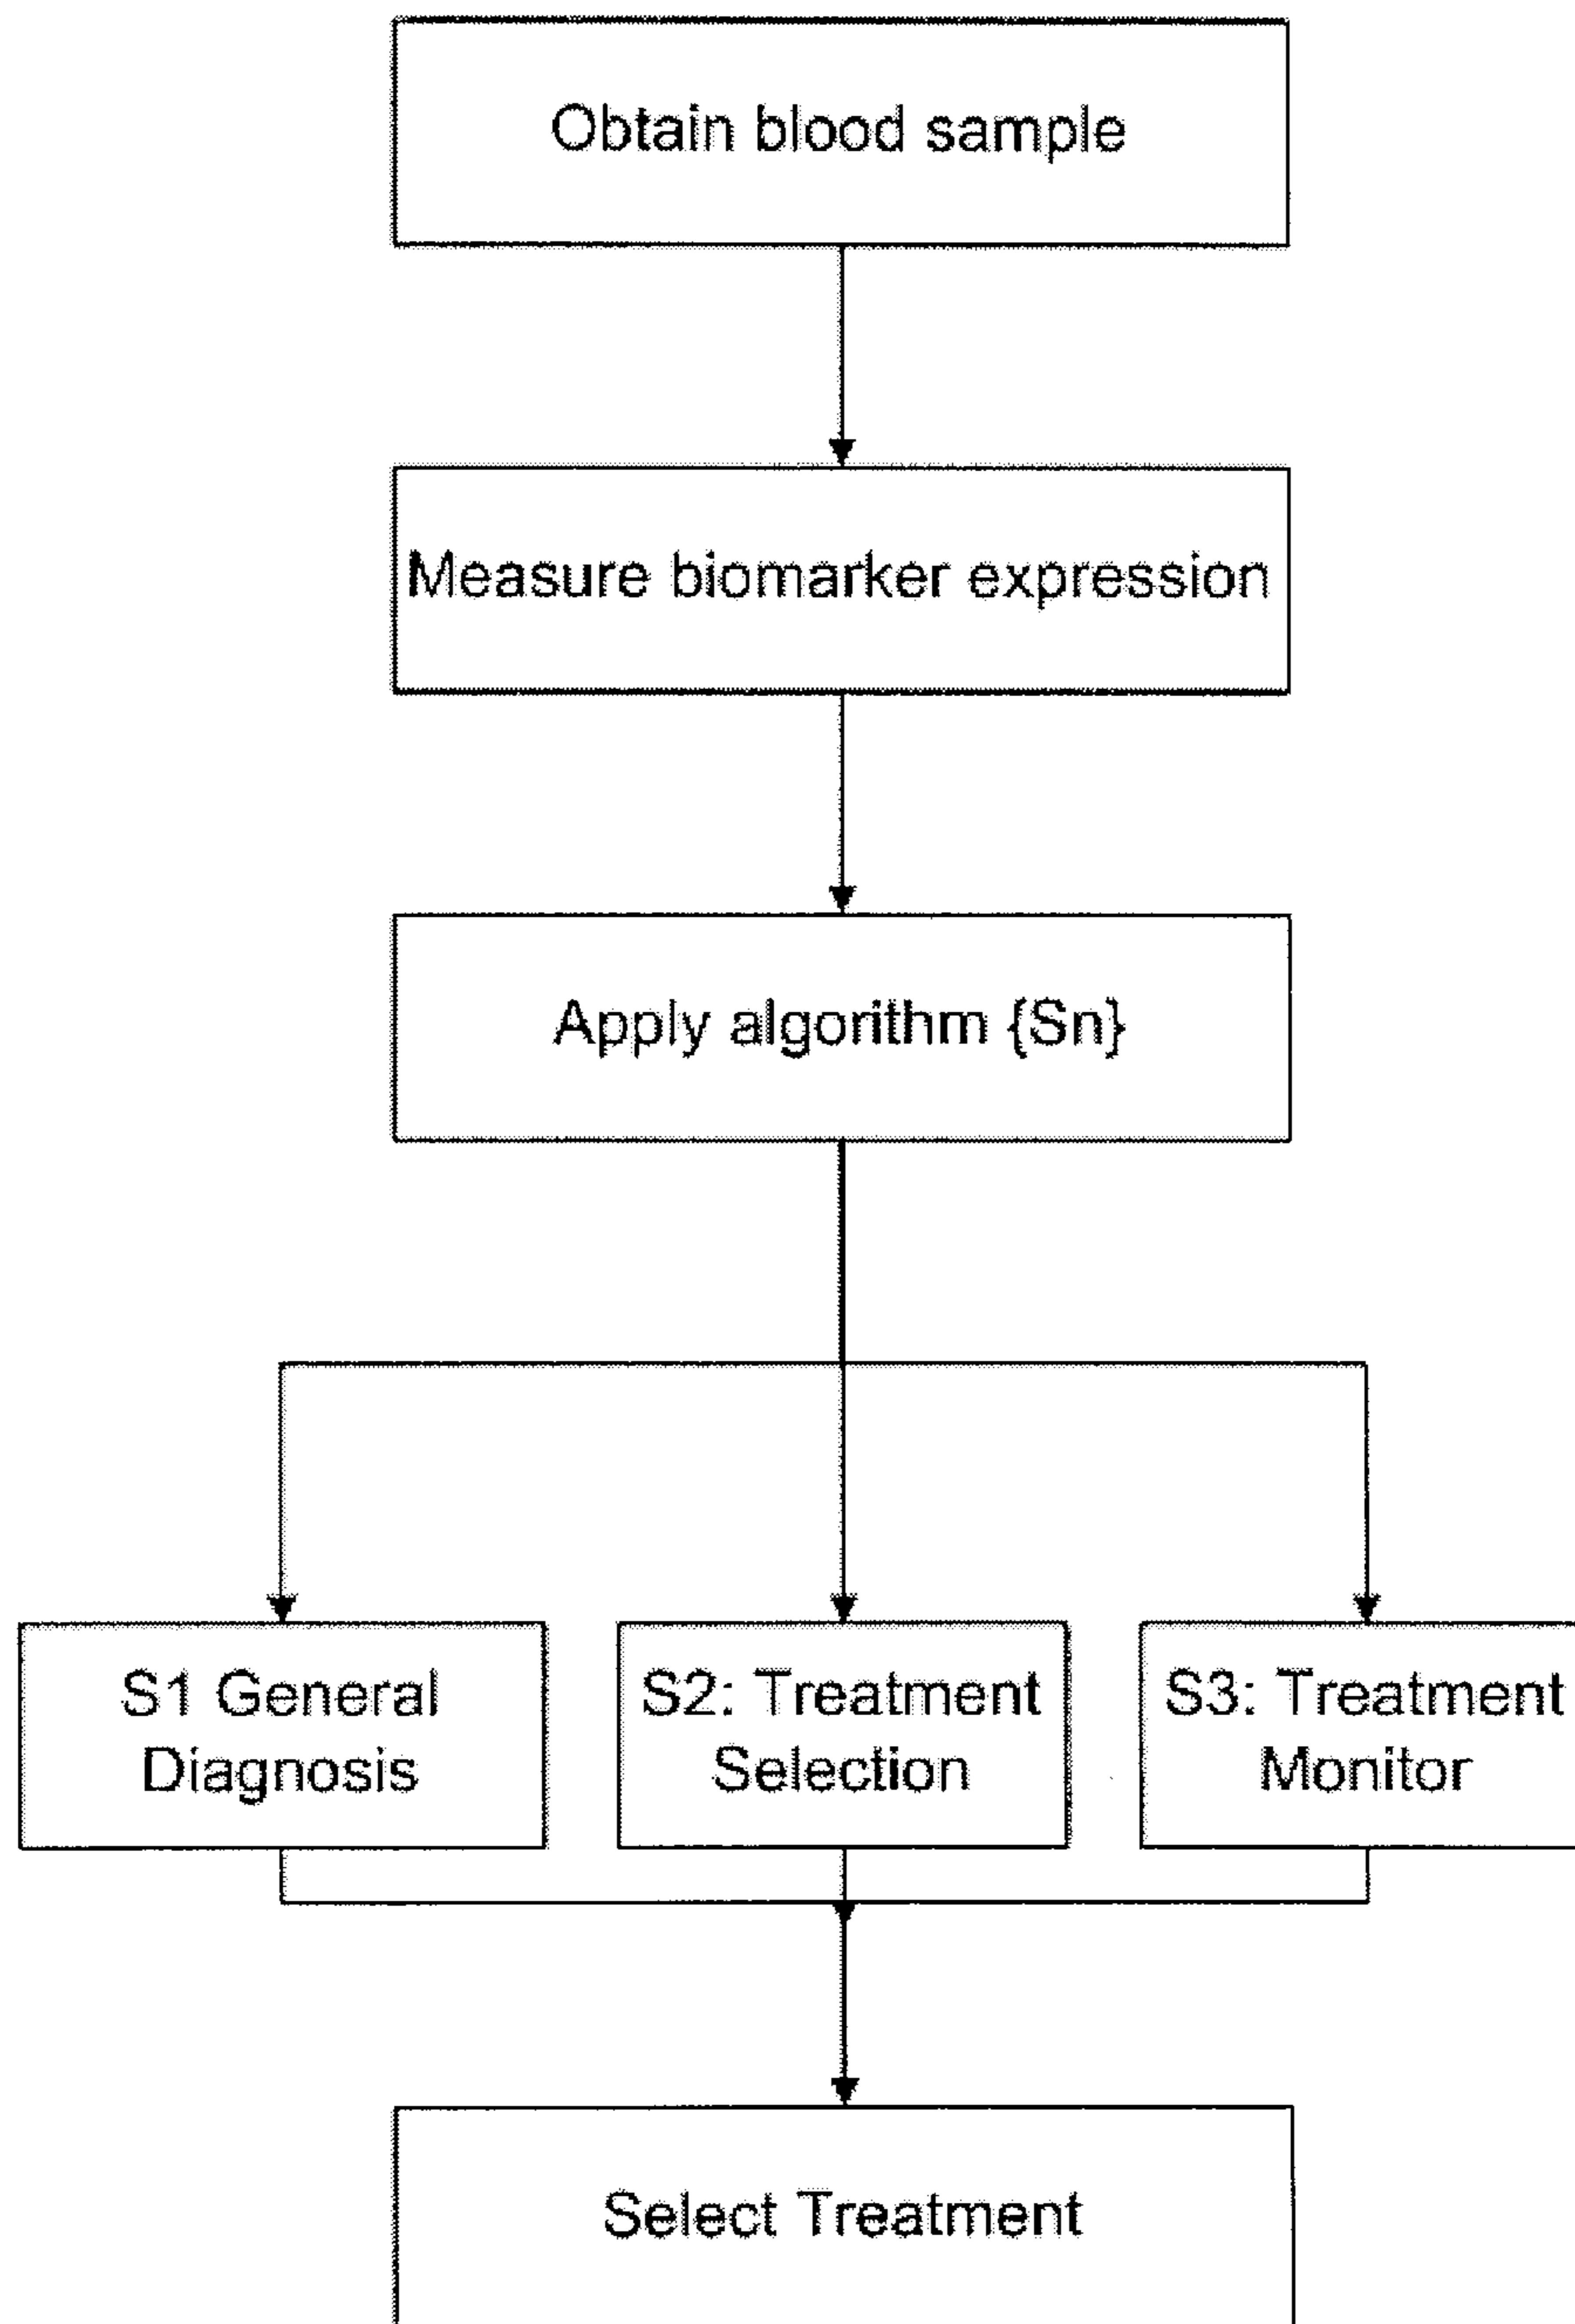 Obtain blood sample
Measure biomarker expression
Apply algorithm {Sn}
S1 General
Diagnosis
S2: Treatment
Selection
S3: Treatment
Monitor
Select Treatment